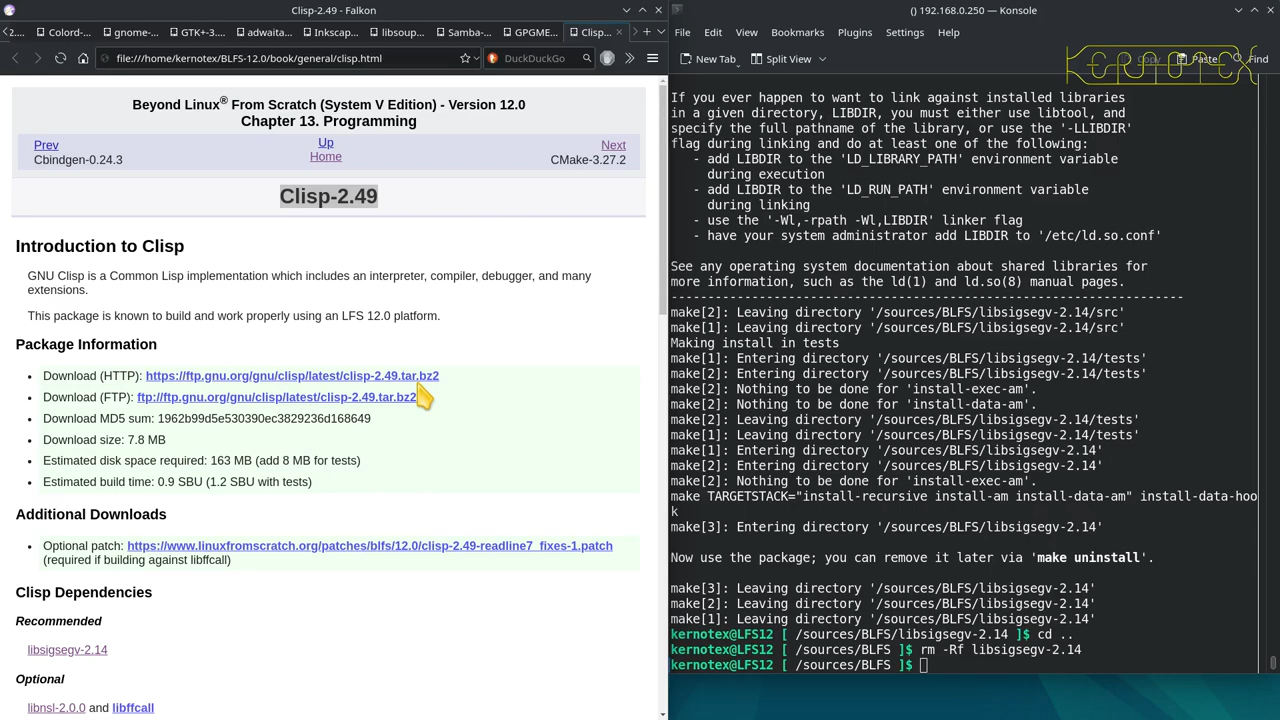 Clisp-2.49 - Falkon
2....
Colord-...
gnome-...
GTK+-3....
adwaita...
Inkscap...
libsoup...
Samba-...
GPGME...
Clisp...
file:///home/kernotex/BLFS-12.0/book/general/clisp.html
DuckDuckGo
Beyond Linux® From Scratch (System V Edition) - Version 12.0
Chapter 13. Programming
Prev
Up
Next
Cbindgen-0.24.3
Home
CMake-3.27.2
Clisp-2.49
Introduction to Clisp
GNU Clisp is a Common Lisp implementation which includes an interpreter, compiler, debugger, and many
extensions.
This package is known to build and work properly using an LFS 12.0 platform.
Package Information
Download (HTTP): https://ftp.gnu.org/gnu/clisp/latest/clisp-2.49.tar.bz2
Download (FTP): ftp://ftp.gnu.org/gnu/clisp/latest/clisp-2.49.tar.bz2
Download MD5 sum: 1962b99d5e530390ec3829236d168649
Download size: 7.8 MB
Estimated disk space required: 163 MB (add 8 MB for tests)
Estimated build time: 0.9 SBU (1.2 SBU with tests)
Additional Downloads
Optional patch: https://www.linuxfromscratch.org/patches/blfs/12.0/clisp-2.49-readline7_fixes-1.patch
(required if building against libffcall)
Clisp Dependencies
Recommended
libsigsegv-2.14
Optional
libnsl-2.0.0 and libffcall
() 192.168.0.250 — Konsole
File Edit View Bookmarks Plugins Settings Help
New Tab Split View Copy Paste Find
KERNOTEX
If you ever happen to want to link against installed libraries
in a given directory, LIBDIR, you must either use libtool, and
specify the full pathname of the library, or use the '-LLIBDIR'
flag during linking and do at least one of the following:
- add LIBDIR to the 'LD_LIBRARY_PATH' environment variable
during execution
- add LIBDIR to the 'LD_RUN_PATH' environment variable
during linking
- use the '-Wl,-rpath -Wl,LIBDIR' linker flag
- have your system administrator add LIBDIR to '/etc/ld.so.conf'
See any operating system documentation about shared libraries for
more information, such as the ld(1) and ld.so(8) manual pages.
----------------------------------------------------------------------
make[2]: Leaving directory '/sources/BLFS/libsigsegv-2.14/src'
make[1]: Leaving directory '/sources/BLFS/libsigsegv-2.14/src'
Making install in tests
make[1]: Entering directory '/sources/BLFS/libsigsegv-2.14/tests'
make[2]: Entering directory '/sources/BLFS/libsigsegv-2.14/tests'
make[2]: Nothing to be done for 'install-exec-am'.
make[2]: Nothing to be done for 'install-data-am'.
make[2]: Leaving directory '/sources/BLFS/libsigsegv-2.14/tests'
make[1]: Leaving directory '/sources/BLFS/libsigsegv-2.14/tests'
make[1]: Entering directory '/sources/BLFS/libsigsegv-2.14'
make[2]: Entering directory '/sources/BLFS/libsigsegv-2.14'
make[2]: Nothing to be done for 'install-exec-am'.
make TARGETSTACK="install-recursive install-am install-data-am" install-data-hoo
k
make[3]: Entering directory '/sources/BLFS/libsigsegv-2.14'
Now use the package; you can remove it later via 'make uninstall'.
make[3]: Leaving directory '/sources/BLFS/libsigsegv-2.14'
make[2]: Leaving directory '/sources/BLFS/libsigsegv-2.14'
make[1]: Leaving directory '/sources/BLFS/libsigsegv-2.14'
kernotex@LFS12 [ /sources/BLFS/libsigsegv-2.14 ]$ cd ..
kernotex@LFS12 [ /sources/BLFS ]$ rm -Rf libsigsegv-2.14
kernotex@LFS12 [ /sources/BLFS ]$